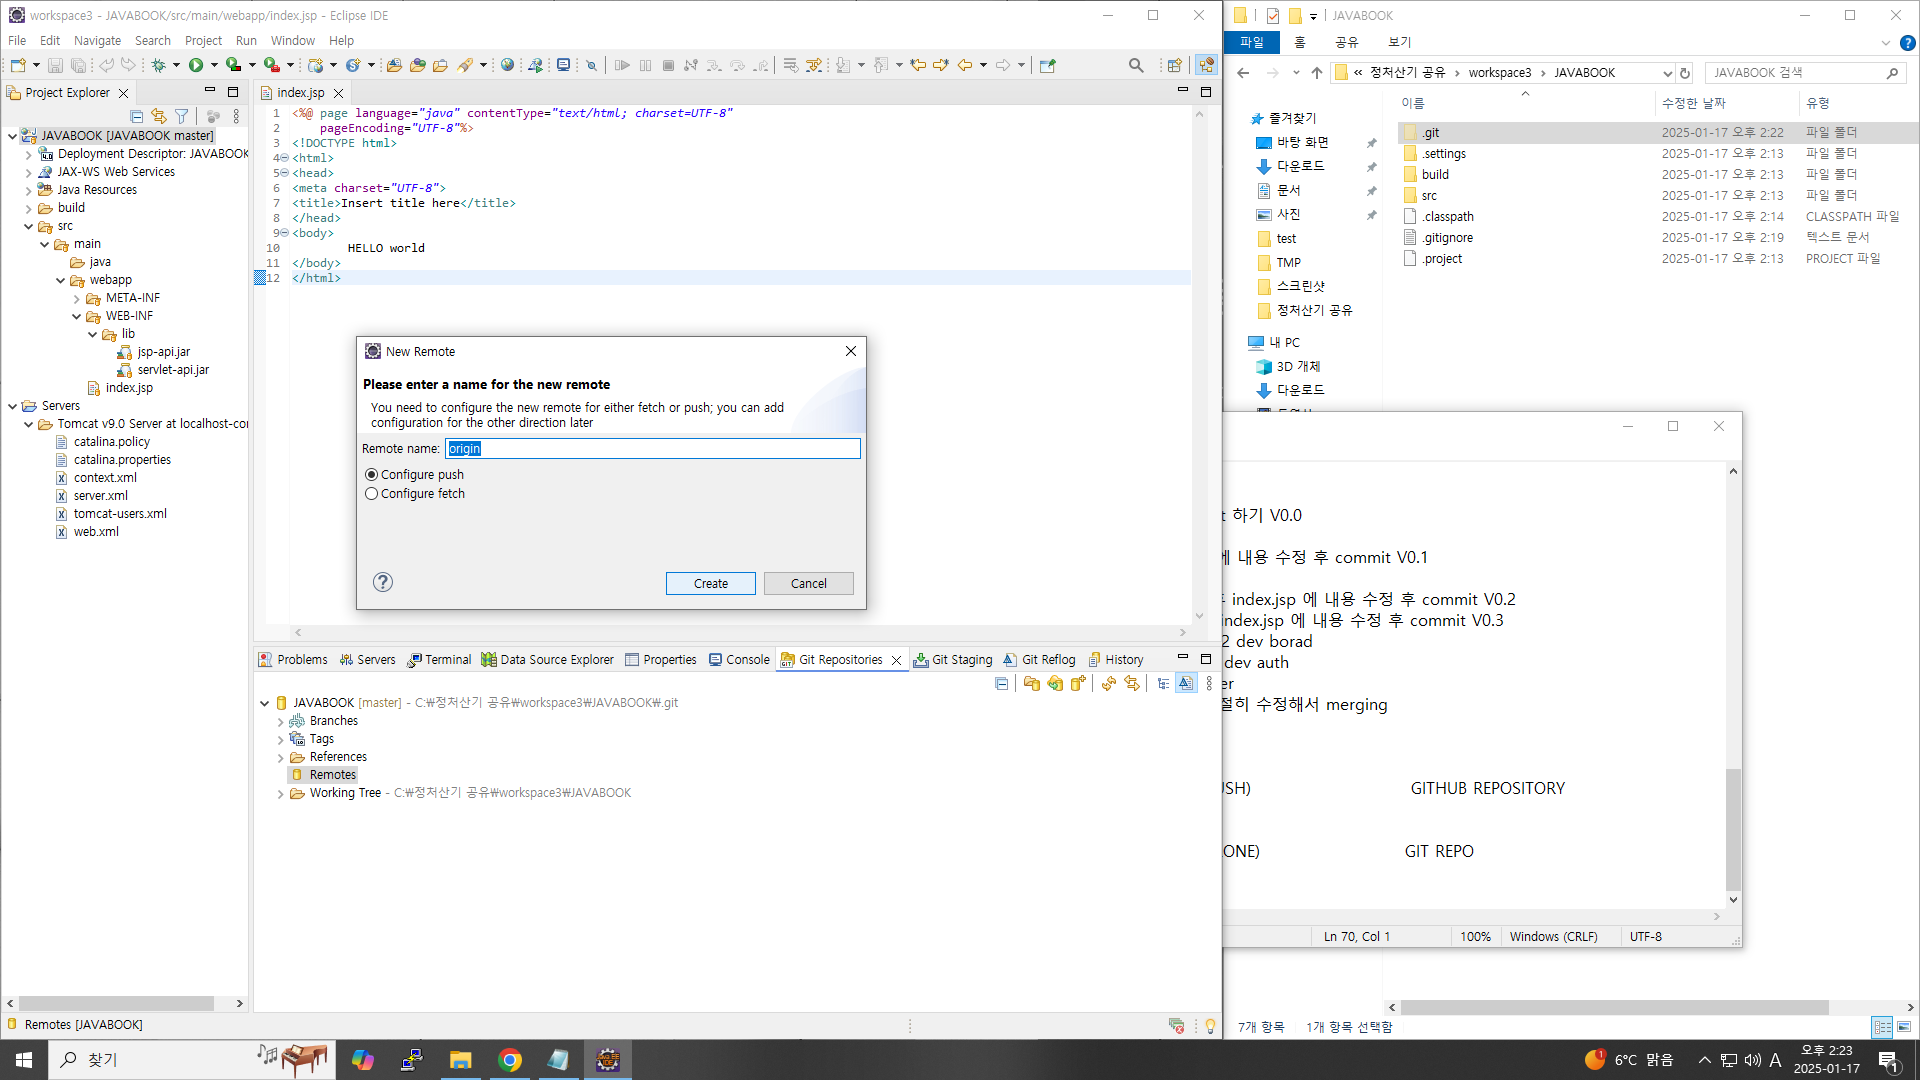 workspace3 - JAVABOOK/src/main/webapp/index.jsp - Eclipse IDE
File Edit Navigate Search Project Run Window Help
Project Explorer
JAVABOOK [JAVABOOK master]
Deployment Descriptor: JAVABOOK
JAX-WS Web Services
Java Resources
build
src
main
java
webapp
META-INF
WEB-INF
lib
jsp-api.jar
servlet-api.jar
index.jsp
Servers
Tomcat v9.0 Server at localhost-co
catalina.policy
catalina.properties
context.xml
server.xml
tomcat-users.xml
web.xml
index.jsp
1 <%@ page language="java" contentType="text/html; charset=UTF-8"
2 pageEncoding="UTF-8"%>
3 <!DOCTYPE html>
4 <html>
5 <head>
6 <meta charset="UTF-8">
7 <title>Insert title here</title>
8 </head>
9 <body>
10 HELLO world
11 </body>
12 </html>
New Remote
Please enter a name for the new remote
You need to configure the new remote for either fetch or push; you can add
configuration for the other direction later
Remote name: origin
Configure push
Configure fetch
Create Cancel
Problems Servers Terminal Data Source Explorer Properties Console Git Repositories Git Staging Git Reflog History
JAVABOOK [master] - C:₩정처산기 공유₩workspace3₩JAVABOOK₩.git
Branches
Tags
References
Remotes
Working Tree - C:₩정처산기 공유₩workspace3₩JAVABOOK
Remotes [JAVABOOK]
JAVABOOK
파일 홈 공유 보기
« 정처산기 공유 › workspace3 › JAVABOOK
JAVABOOK 검색
이름 수정한 날짜 유형
즐겨찾기
바탕 화면
다운로드
문서
사진
test
TMP
스크린샷
정처산기 공유
내 PC
3D 개체
다운로드
.git 2025-01-17 오후 2:22 파일 폴더
.settings 2025-01-17 오후 2:13 파일 폴더
build 2025-01-17 오후 2:13 파일 폴더
src 2025-01-17 오후 2:13 파일 폴더
.classpath 2025-01-17 오후 2:14 CLASSPATH 파일
.gitignore 2025-01-17 오후 2:19 텍스트 문서
.project 2025-01-17 오후 2:13 PROJECT 파일
하기 V0.0
내용 수정 후 commit V0.1
index.jsp 에 내용 수정 후 commit V0.2
index.jsp 에 내용 수정 후 commit V0.3
2 dev borad
dev auth
er
절히 수정해서 merging
USH) GITHUB REPOSITORY
ONE) GIT REPO
Ln 70, Col 1 100% Windows (CRLF) UTF-8
7개 항목 1개 항목 선택함
찾기
6°C 맑음
A
오후 2:23
2025-01-17